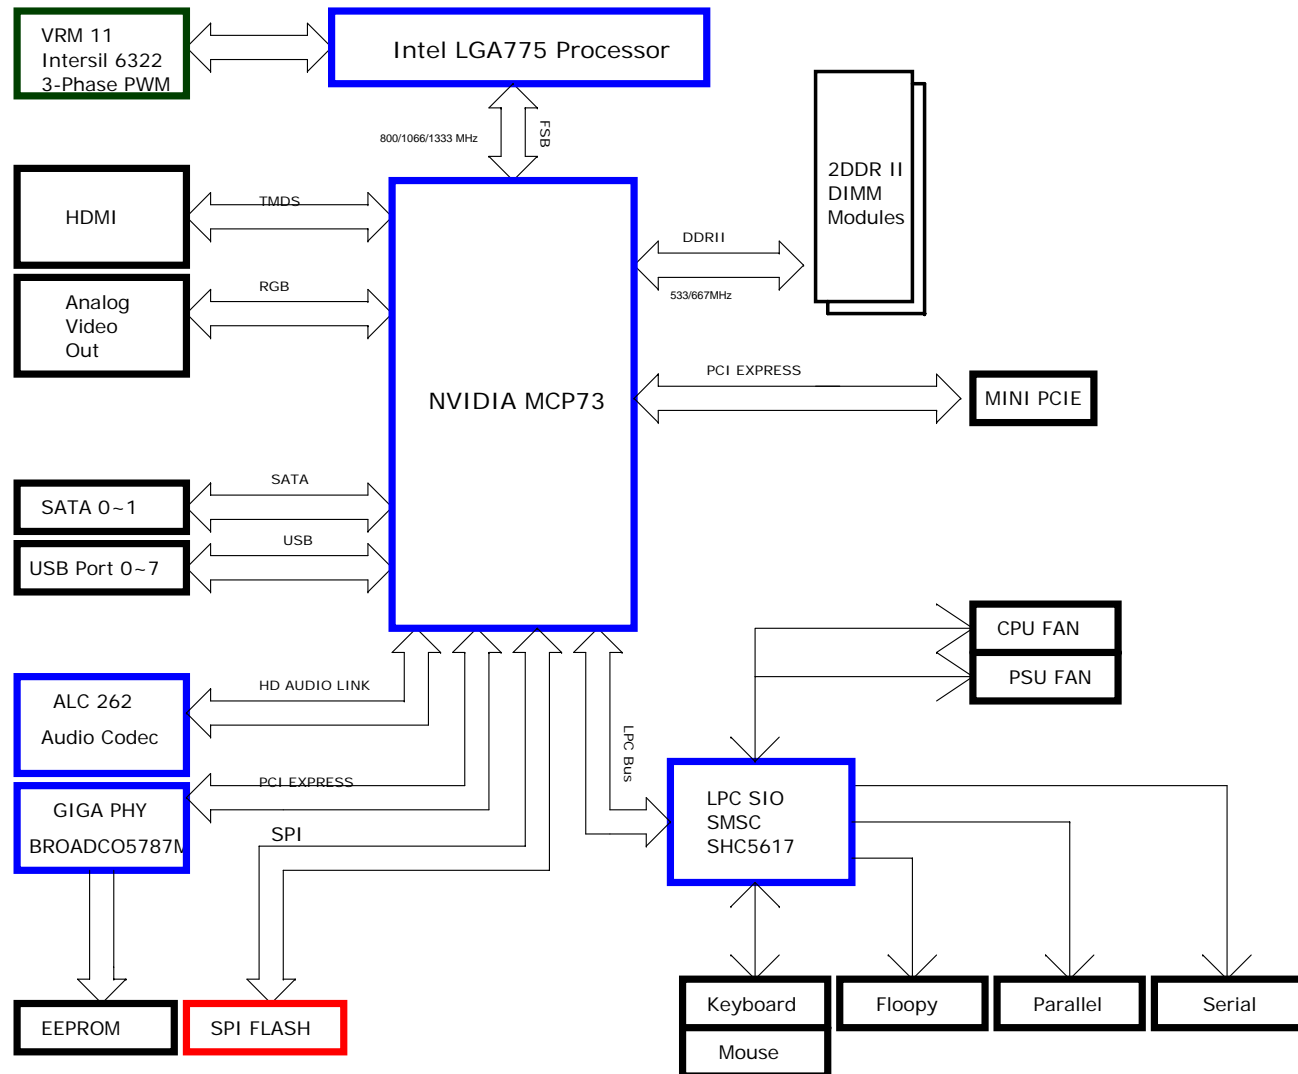 VRM 11
Intersil 6322
3-Phase PWM
Intel LGA775 Processor
800/1066/1333 MHz
FSB
2DDR II
DIMM
Modules
HDMI
TMDS
DDRII
533/667MHz
Analog
Video
Out
RGB
NVIDIA MCP73
PCI EXPRESS
MINI PCIE
SATA 0~1
SATA
USB Port 0~7
USB
CPU FAN
PSU FAN
ALC 262
Audio Codec
HD AUDIO LINK
LPC Bus
GIGA PHY
BROADCO5787M
PCI EXPRESS
SPI
LPC SIO
SMSC
SHC5617
EEPROM
SPI FLASH
Keyboard
Mouse
Floopy
Parallel
Serial